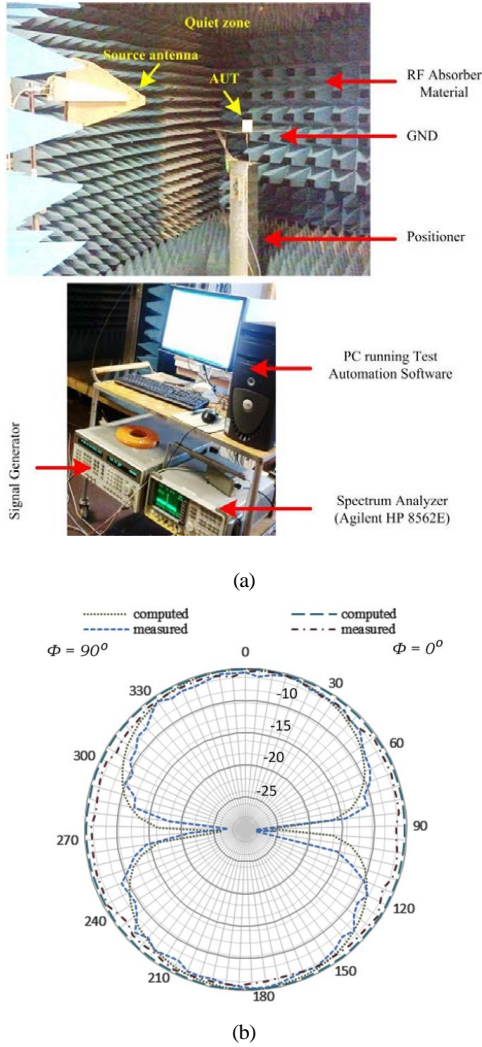 Quiet zone
Source antenna
AUT
RF Absorber
Material
GND
Positioner
PC running Test
Automation Software
Signal Generator
Spectrum Analyzer
(Agilent HP 8562E)
(a)
computed
measured
computed
measured
Φ = 90⁰
Φ = 0⁰
0
30
60
90
120
150
180
210
240
270
300
330
-10
-15
-20
-25
(b)